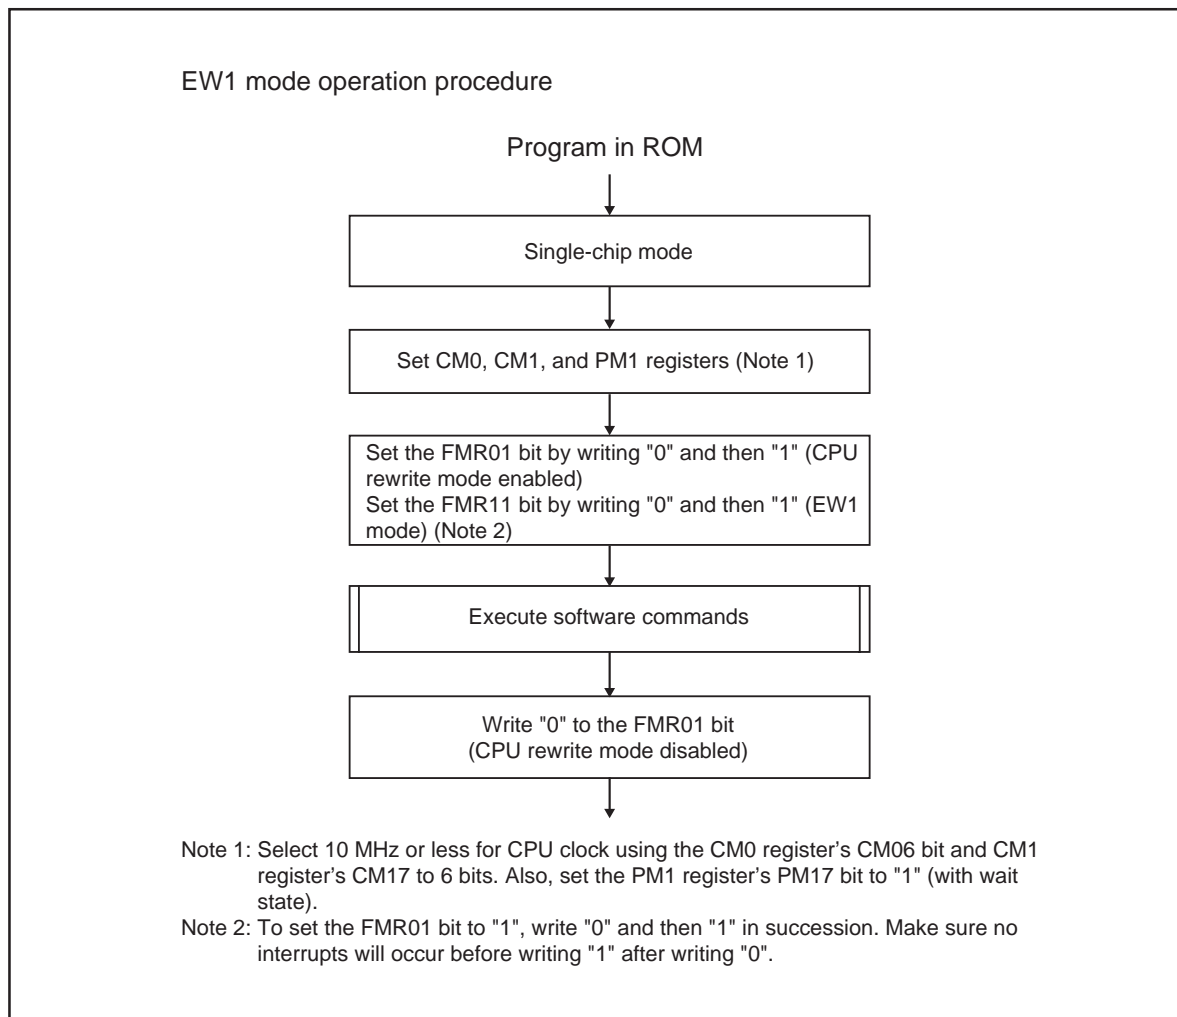 EW1 mode operation procedure
Program in ROM
Single-chip mode
Set CM0, CM1, and PM1 registers (Note 1)
Set the FMR01 bit by writing "0" and then "1" (CPU
rewrite mode enabled)
Set the FMR11 bit by writing "0" and then "1" (EW1
mode) (Note 2)
Execute software commands
Write "0" to the FMR01 bit
(CPU rewrite mode disabled)
Note 1: Select 10 MHz or less for CPU clock using the CM0 register’s CM06 bit and CM1
register’s CM17 to 6 bits. Also, set the PM1 register’s PM17 bit to "1" (with wait
state).
Note 2: To set the FMR01 bit to "1", write "0" and then "1" in succession. Make sure no
interrupts will occur before writing "1" after writing "0".